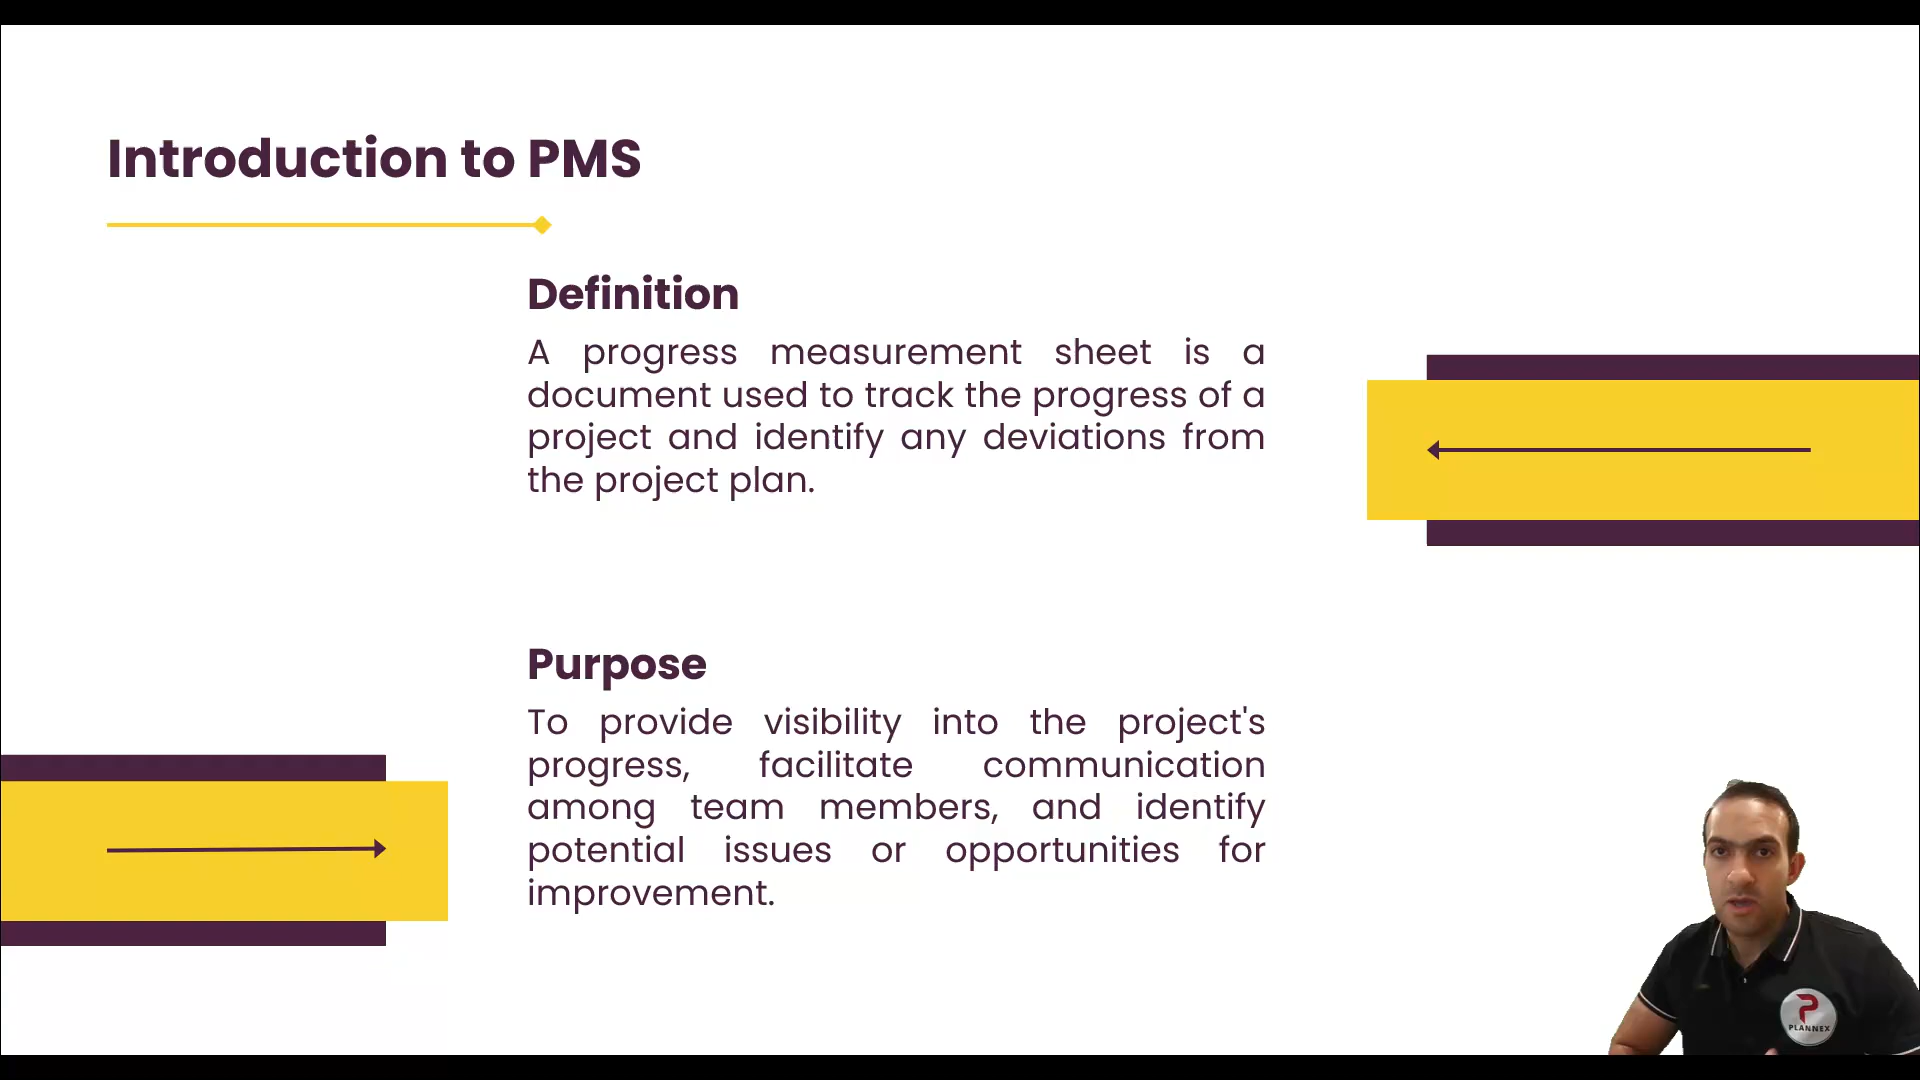 Introduction to PMS
Definition
A progress measurement sheet is a
document used to track the progress of a
project and identify any deviations from
the project plan.
Purpose
To provide visibility into the project's
progress, facilitate communication
among team members, and identify
potential issues or opportunities for
improvement.
PLANNEX